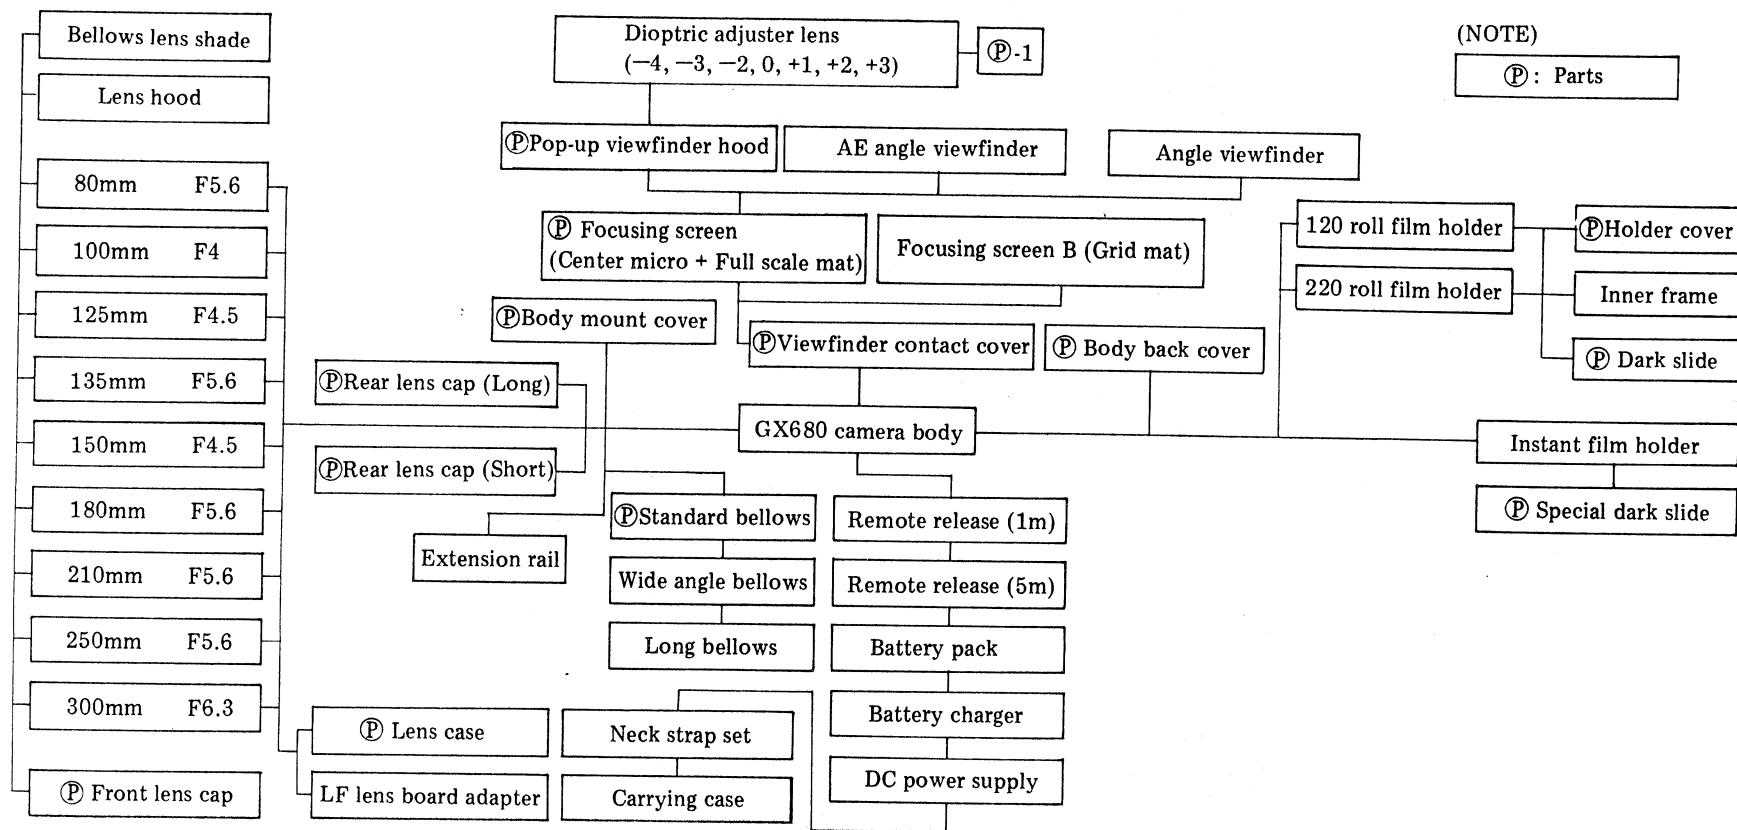 Bellows lens shade
Lens hood
80mm F5.6
100mm F4
125mm F4.5
135mm F5.6
150mm F4.5
180mm F5.6
210mm F5.6
250mm F5.6
300mm F6.3
Ⓟ Front lens cap
Dioptric adjuster lens
(−4, −3, −2, 0, +1, +2, +3)
Ⓟ-1
(NOTE)
Ⓟ: Parts
ⓅPop-up viewfinder hood
AE angle viewfinder
Angle viewfinder
Ⓟ Focusing screen
(Center micro + Full scale mat)
Focusing screen B (Grid mat)
ⓅBody mount cover
ⓅViewfinder contact cover
Ⓟ Body back cover
120 roll film holder
220 roll film holder
ⓅHolder cover
Inner frame
Ⓟ Dark slide
ⓅRear lens cap (Long)
ⓅRear lens cap (Short)
GX680 camera body
Instant film holder
Ⓟ Special dark slide
Extension rail
ⓅStandard bellows
Wide angle bellows
Long bellows
Remote release (1m)
Remote release (5m)
Battery pack
Battery charger
DC power supply
Ⓟ Lens case
LF lens board adapter
Neck strap set
Carrying case